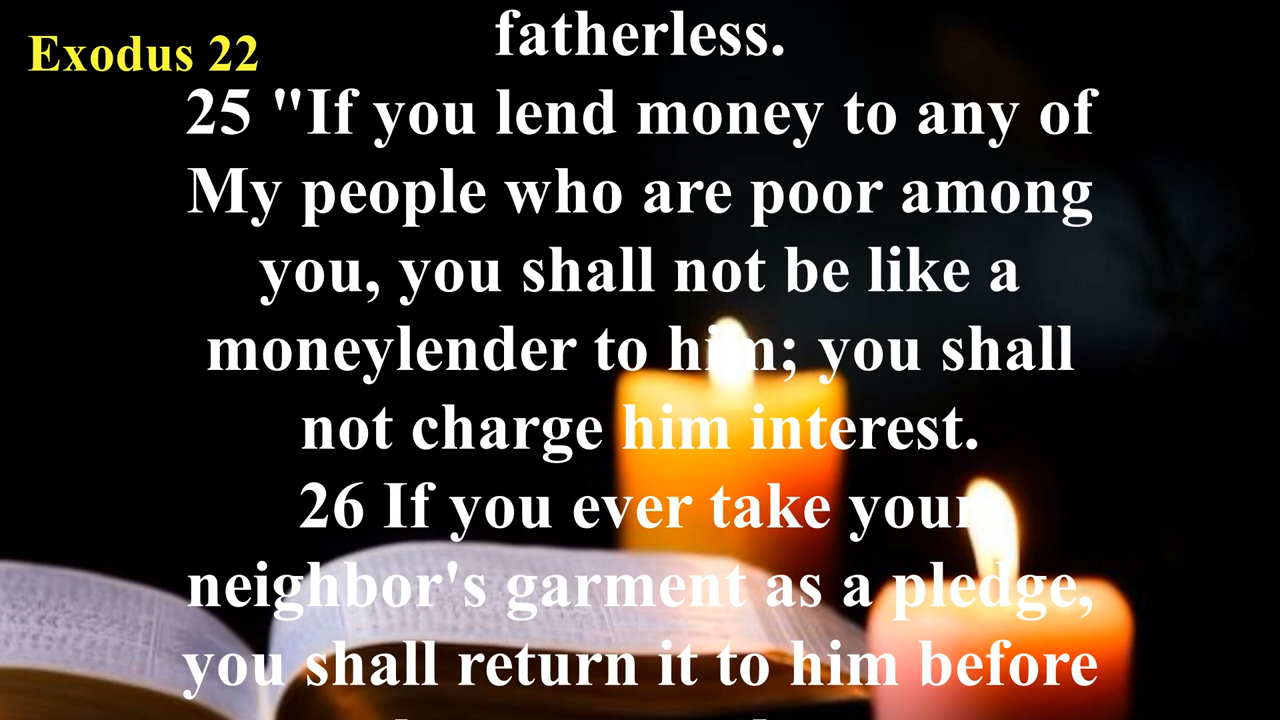 Exodus 22
fatherless.
25 "If you lend money to any of
My people who are poor among
you, you shall not be like a
moneylender to him; you shall
not charge him interest.
26 If you ever take your
neighbor's garment as a pledge,
you shall return it to him before